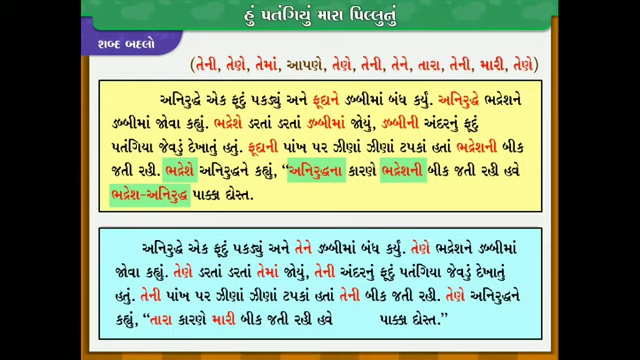 હું પતંગિયું મારા પિલ્લુનું
શબ્દ બદલો
(તેની, તેણે, તેમાં, આપણે, તેણે, તેની, તેને, તારા, તેની, મારી, તેણે)
અનિરુદ્ધે એક ફૂદું પકડ્યું અને ફૂદાને ડબ્બીમાં બંધ કર્યું. અનિરુદ્ધે ભદ્રેશને
ડબ્બીમાં જોવા કહ્યું. ભદ્રેશે ડરતાં ડરતાં ડબ્બીમાં જોયું, ડબ્બીની અંદરનું ફૂદું
પતંગિયા જેવડું દેખાતું હતું. ફૂદાની પાંખ પર ઝીણાં ઝીણાં ટપકાં હતાં ભદ્રેશની બીક
જતી રહી. ભદ્રેશે અનિરુદ્ધને કહ્યું, “અનિરુદ્ધના કારણે ભદ્રેશની બીક જતી રહી હવે
ભદ્રેશ-અનિરુદ્ધ પાક્કા દોસ્ત.
અનિરુદ્ધે એક ફૂદું પકડ્યું અને તેને ડબ્બીમાં બંધ કર્યું. તેણે ભદ્રેશને ડબ્બીમાં
જોવા કહ્યું. તેણે ડરતાં ડરતાં તેમાં જોયું, તેની અંદરનું ફૂદું પતંગિયા જેવડું દેખાતું
હતું. તેની પાંખ પર ઝીણાં ઝીણાં ટપકાં હતાં તેની બીક જતી રહી. તેણે અનિરુદ્ધને
કહ્યું, “તારા કારણે મારી બીક જતી રહી હવે પાક્કા દોસ્ત.”